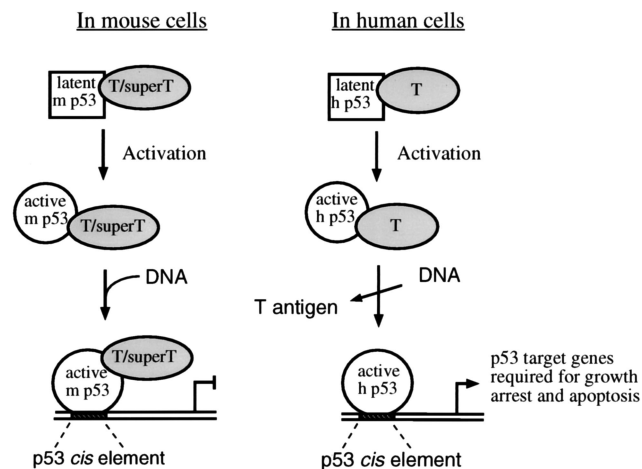 In mouse cells
latent
m p53
T/superT
Activation
active
m p53
T/superT
DNA
T/superT
active
m p53
p53 cis element
In human cells
latent
h p53
T
Activation
active
h p53
T
DNA
T antigen
active
h p53
p53 target genes
required for growth
arrest and apoptosis
p53 cis element